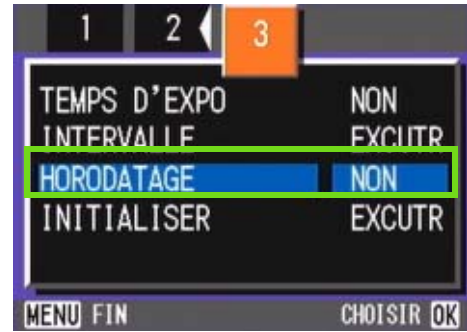 1 2 3
TEMPS D'EXPO NON
INTERVALLE EXCUTR
HORODATAGE NON
INITIALISER EXCUTR
MENU FIN CHOISIR OK